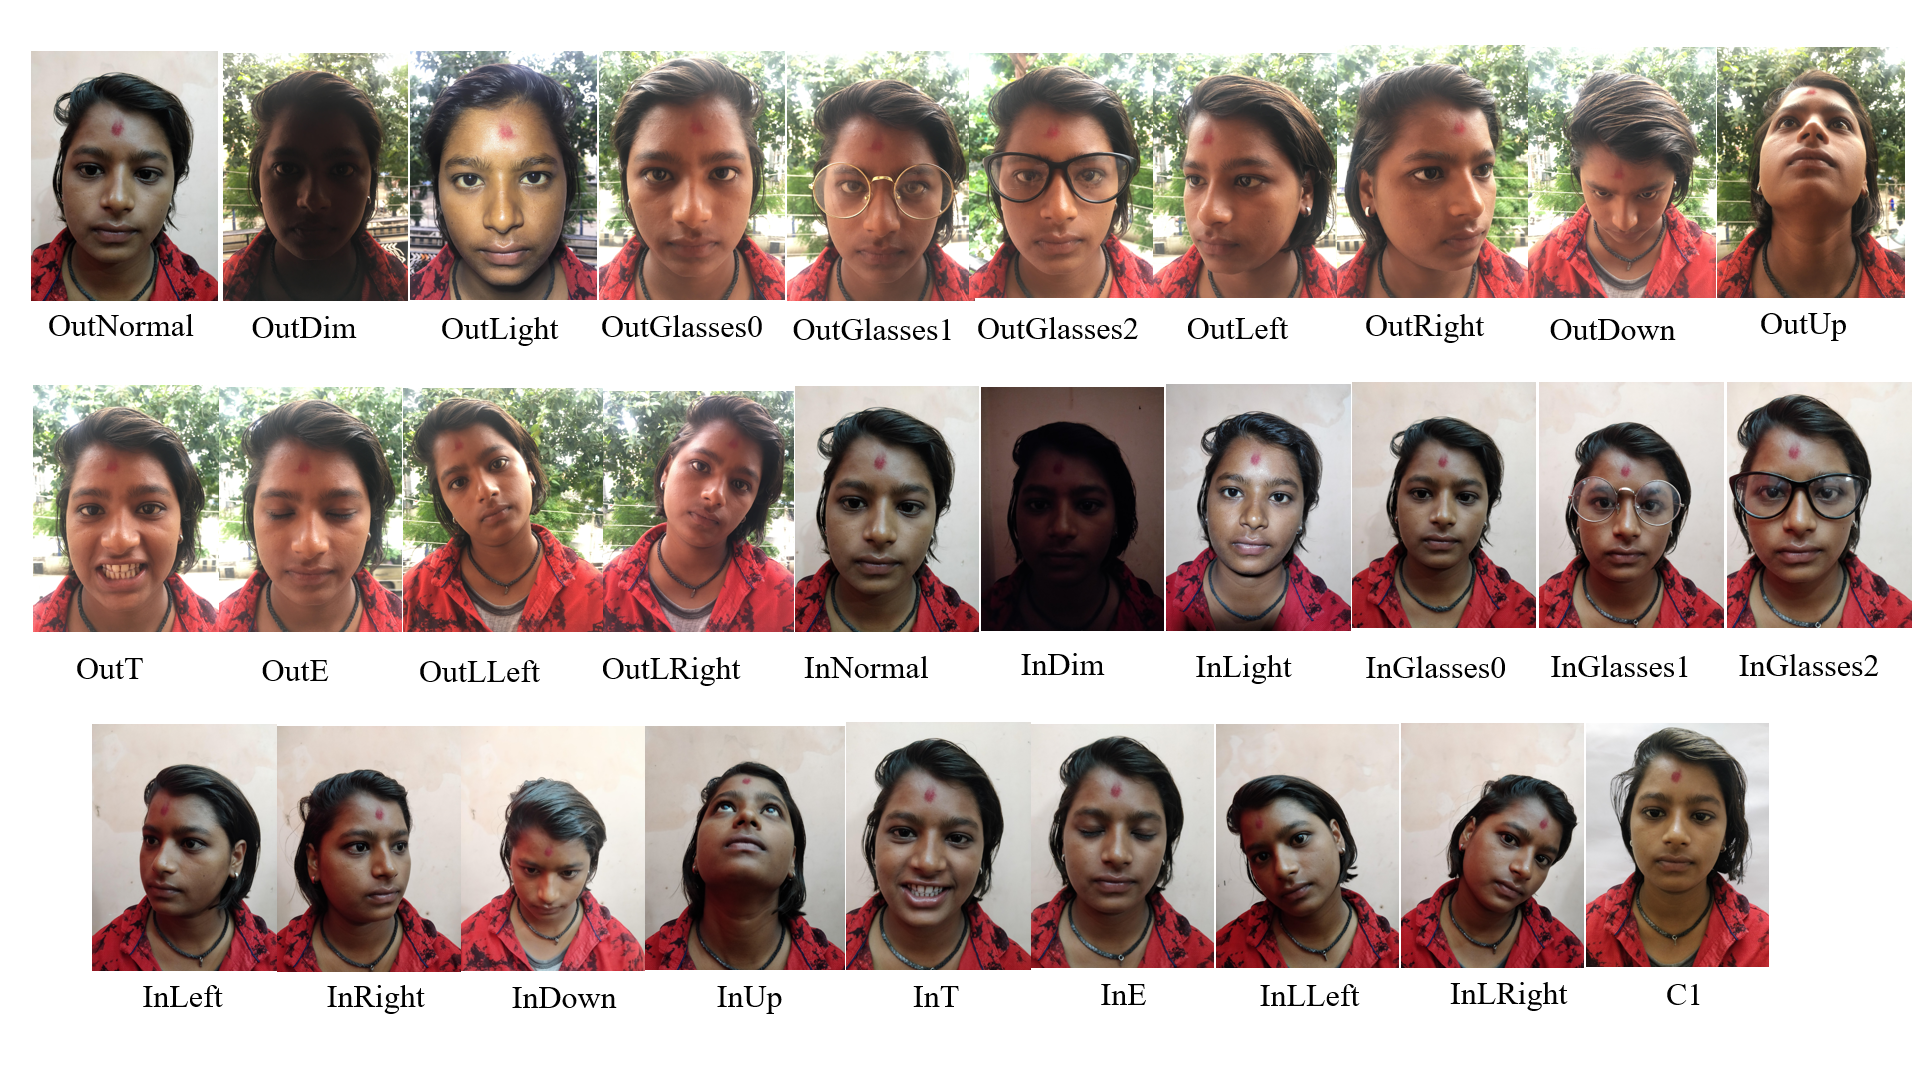 OutNormal OutDim OutLight OutGlasses0 OutGlasses1 OutGlasses2 OutLeft OutRight OutDown OutUp
OutT OutE OutLLeft OutLRight InNormal InDim InLight InGlasses0 InGlasses1 InGlasses2
InLeft InRight InDown InUp InT InE InLLeft InLRight C1